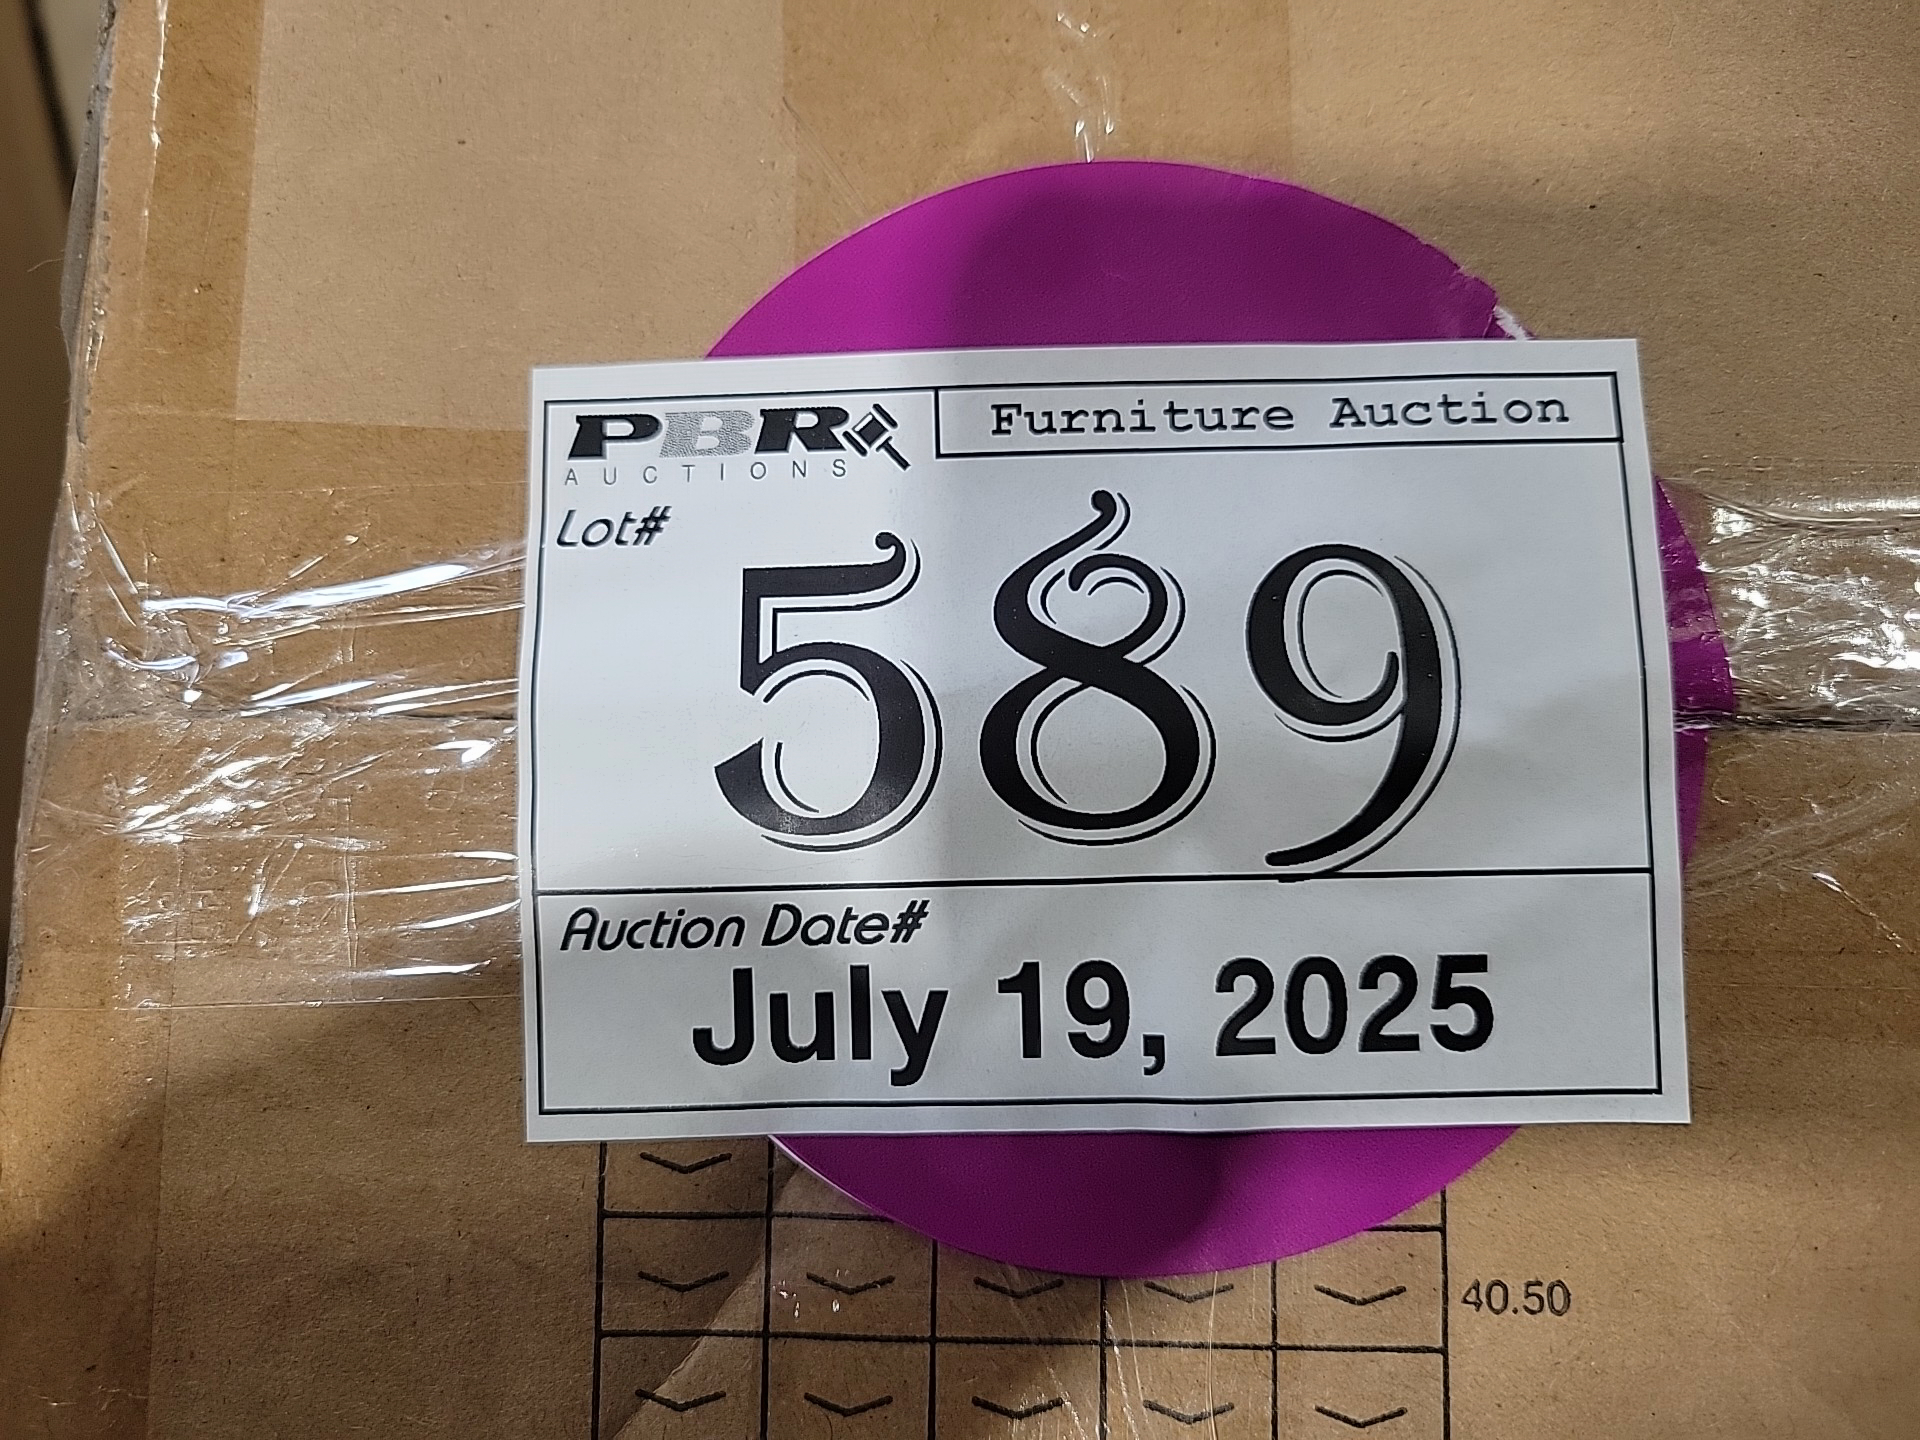 PBR
AUCTIONS
Furniture Auction
Lot#
589
Auction Date#
July 19, 2025
40.50